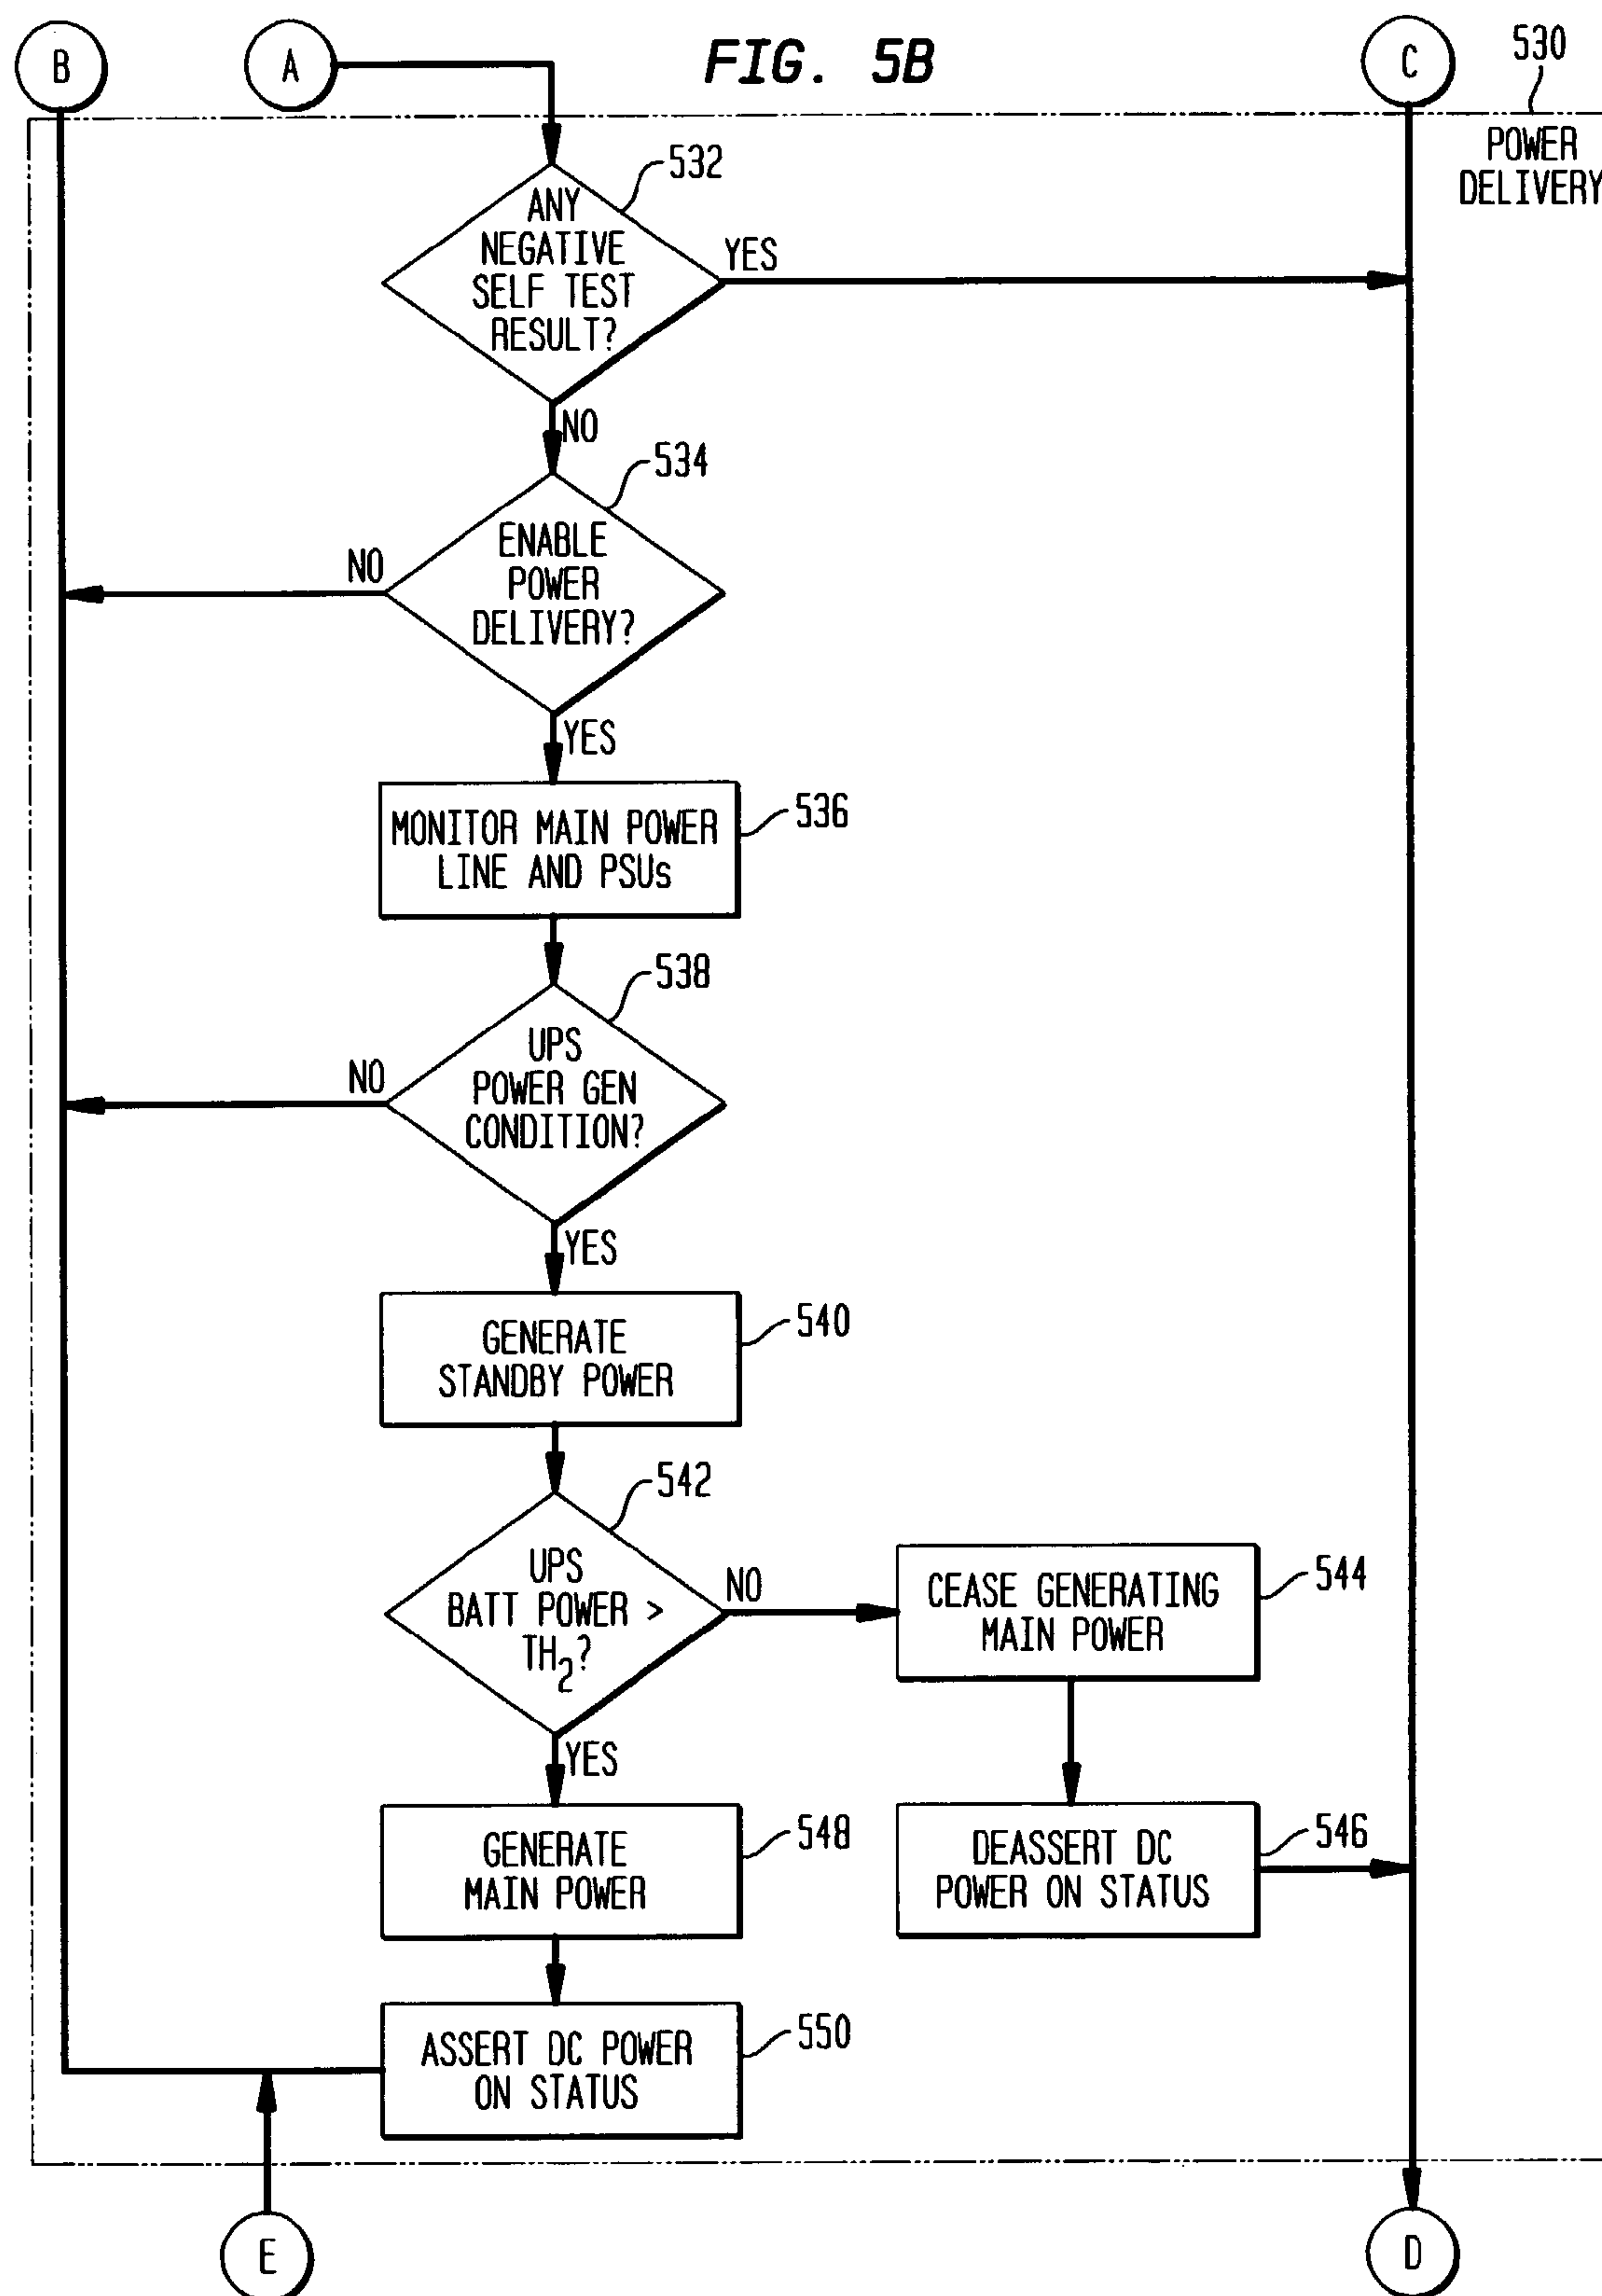 B
A
FIG. 5B
C
530
POWER
DELIVERY
532
ANY
NEGATIVE
SELF TEST
RESULT?
YES
NO
534
ENABLE
POWER
DELIVERY?
NO
YES
536
MONITOR MAIN POWER
LINE AND PSUs
538
UPS
POWER GEN
CONDITION?
NO
YES
540
GENERATE
STANDBY POWER
542
UPS
BATT POWER >
TH2?
NO
YES
544
CEASE GENERATING
MAIN POWER
548
GENERATE
MAIN POWER
546
DEASSERT DC
POWER ON STATUS
550
ASSERT DC POWER
ON STATUS
E
D